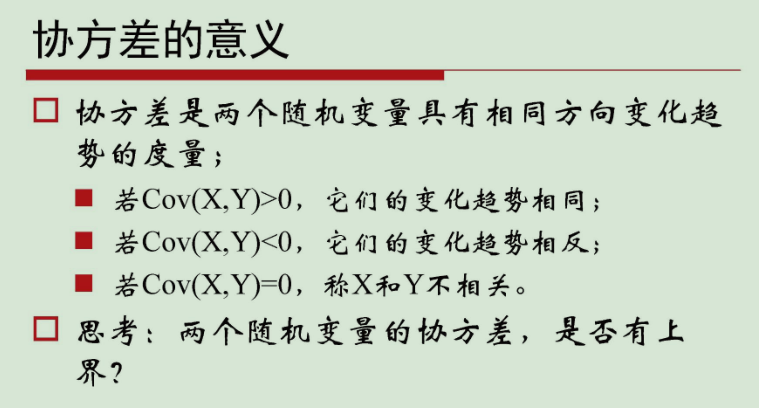 协方差的意义
协方差是两个随机变量具有相同方向变化趋
势的度量；
若Cov(X,Y)>0，它们的变化趋势相同；
若Cov(X,Y)<0，它们的变化趋势相反；
若Cov(X,Y)=0，称X和Y不相关。
思考：两个随机变量的协方差，是否有上
界？